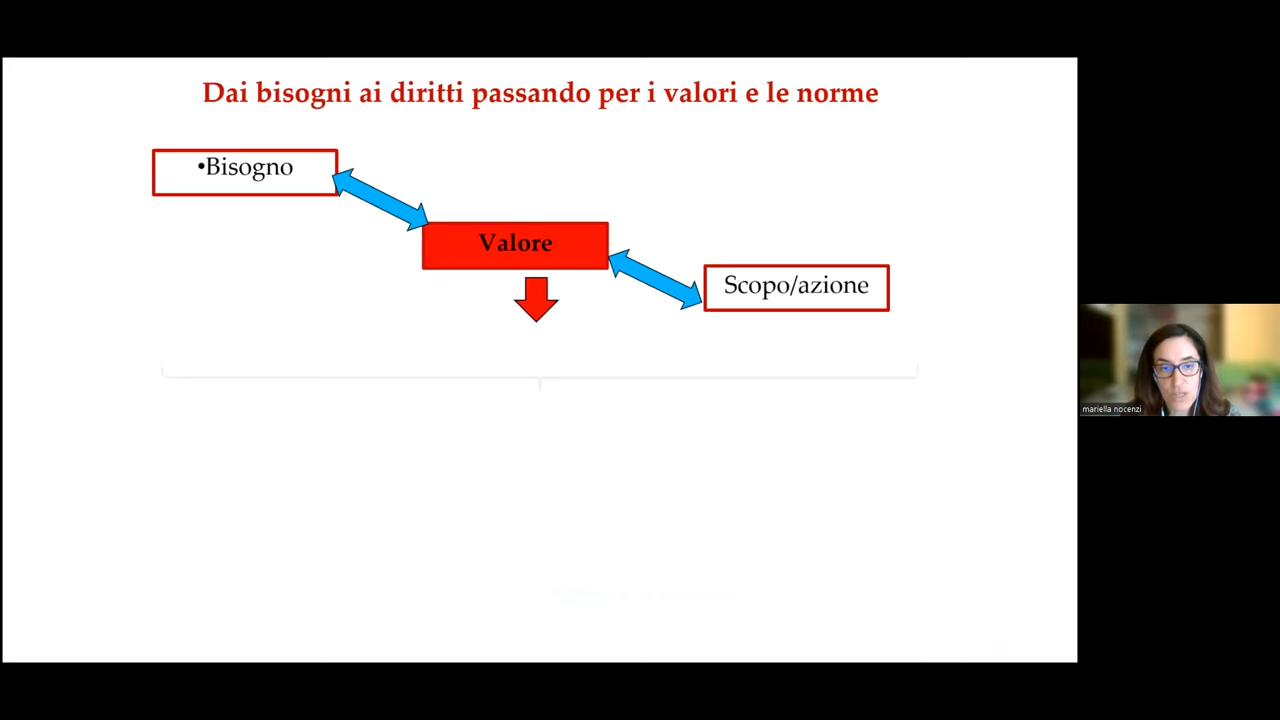 Dai bisogni ai diritti passando per i valori e le norme
•Bisogno
Valore
Scopo/azione
mariella nocenzi